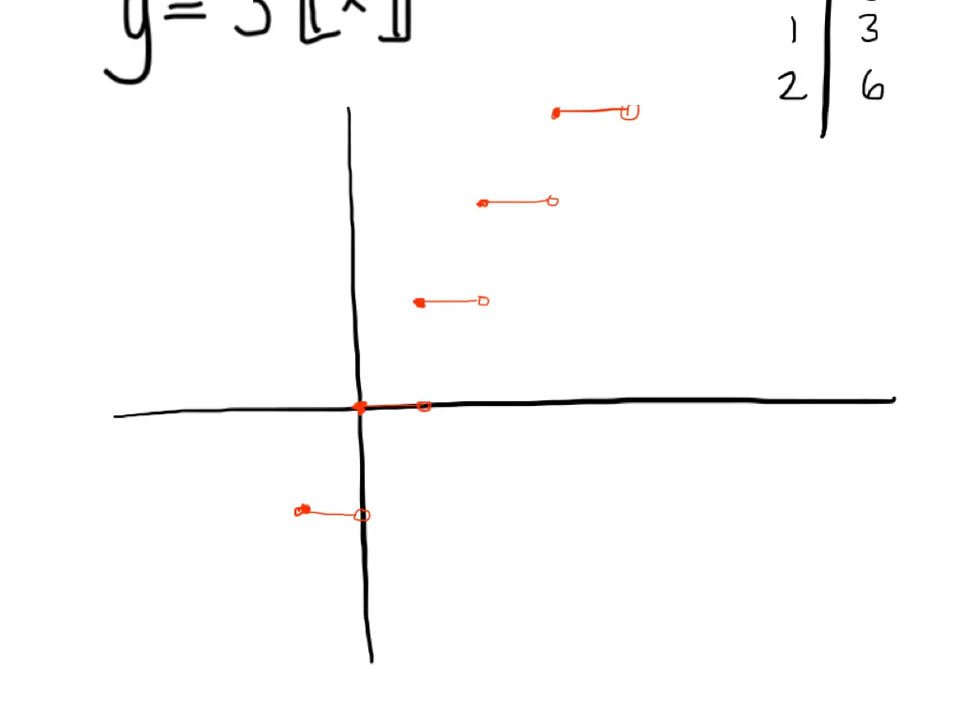 y = 3 ⟦x⟧
1 3
2 6